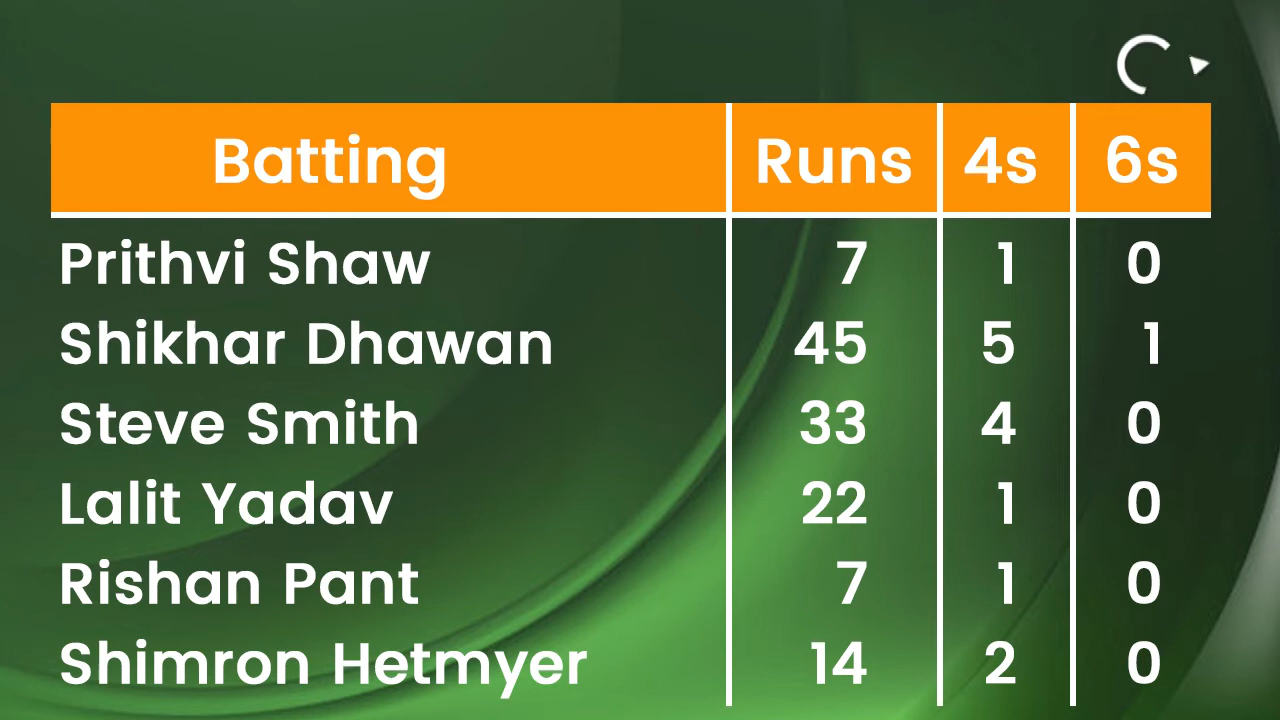 Batting Runs 4s 6s
Prithvi Shaw 7 1 0
Shikhar Dhawan 45 5 1
Steve Smith 33 4 0
Lalit Yadav 22 1 0
Rishan Pant 7 1 0
Shimron Hetmyer 14 2 0